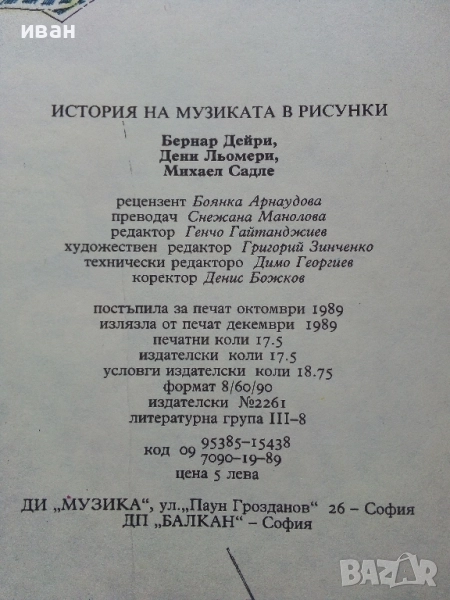 иван
ИСТОРИЯ НА МУЗИКАТА В РИСУНКИ
Бернар Дейри,
Дени Льомери,
Михаел Садле
рецензент Боянка Арнаудова
преводач Снежана Манолова
редактор Генчо Гайтанджиев
художествен редактор Григорий Зинченко
технически редакторо Димо Георгиев
коректор Денис Божков
постъпила за печат октомври 1989
излязла от печат декември 1989
печатни коли 17.5
издателски коли 17.5
условги издателски коли 18.75
формат 8/60/90
издателски №2261
литературна група III–8
код 09 95385–15438
7090–19–89
цена 5 лева
ДИ „МУЗИКА“, ул.„Паун Грозданов“ 26 – София
ДП „БАЛКАН“ – София
BAZAR.bg